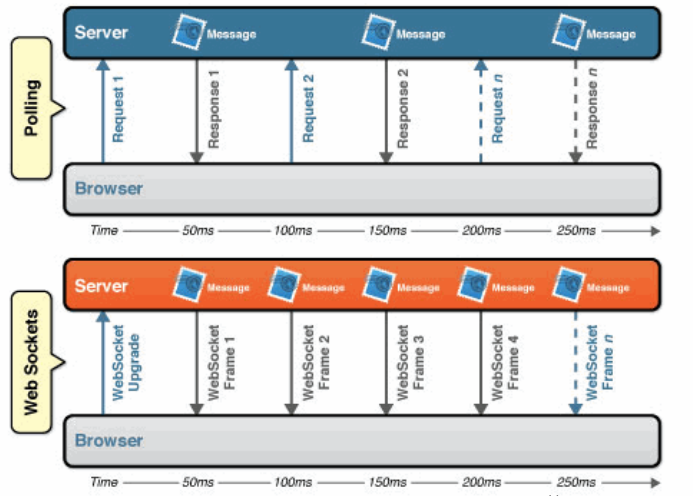 Polling
Server
Message
Message
Message
Request 1
Response 1
Request 2
Response 2
Request n
Response n
Browser
Time
50ms
100ms
150ms
200ms
250ms
Web Sockets
Server
Message
Message
Message
Message
Message
WebSocket
Upgrade
WebSocket
Frame 1
WebSocket
Frame 2
WebSocket
Frame 3
WebSocket
Frame 4
WebSocket
Frame n
Browser
Time
50ms
100ms
150ms
200ms
250ms